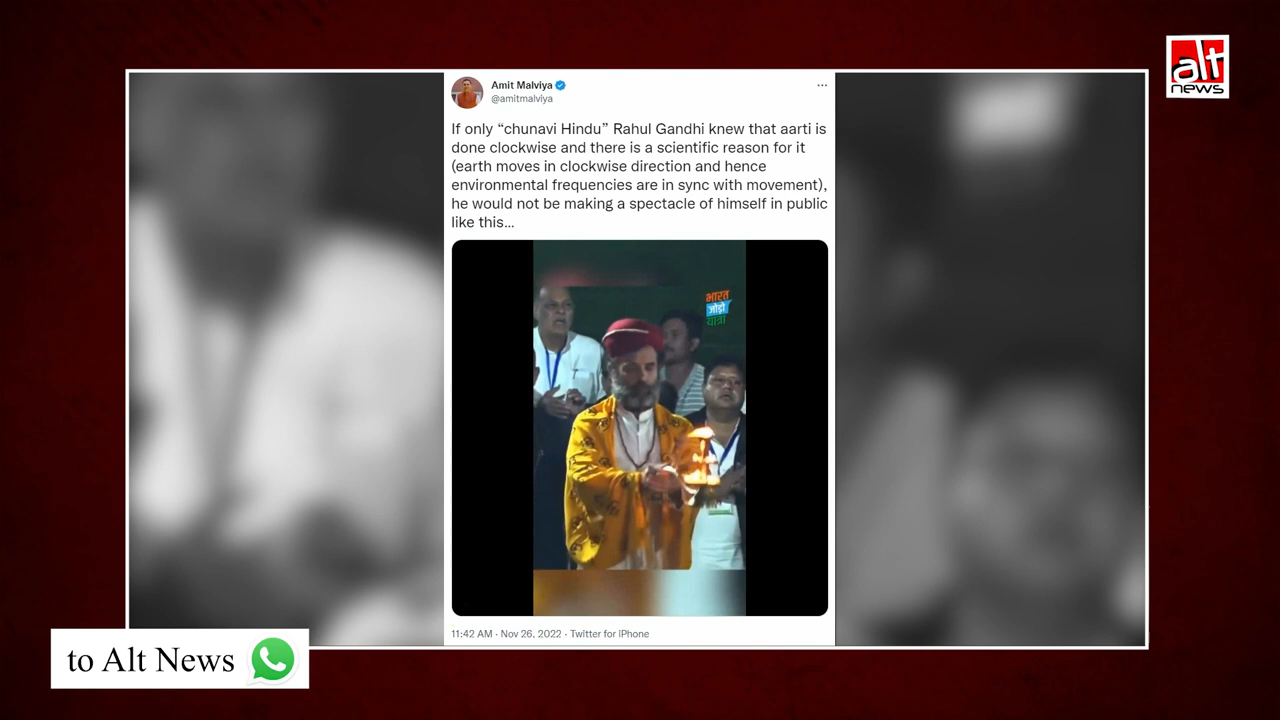 alt
news
Amit Malviya
@amitmalviya
If only “chunavi Hindu” Rahul Gandhi knew that aarti is
done clockwise and there is a scientific reason for it
(earth moves in clockwise direction and hence
environmental frequencies are in sync with movement),
he would not be making a spectacle of himself in public
like this...
भारत
जोड़ो
यात्रा
11:42 AM · Nov 26, 2022 · Twitter for iPhone
to Alt News